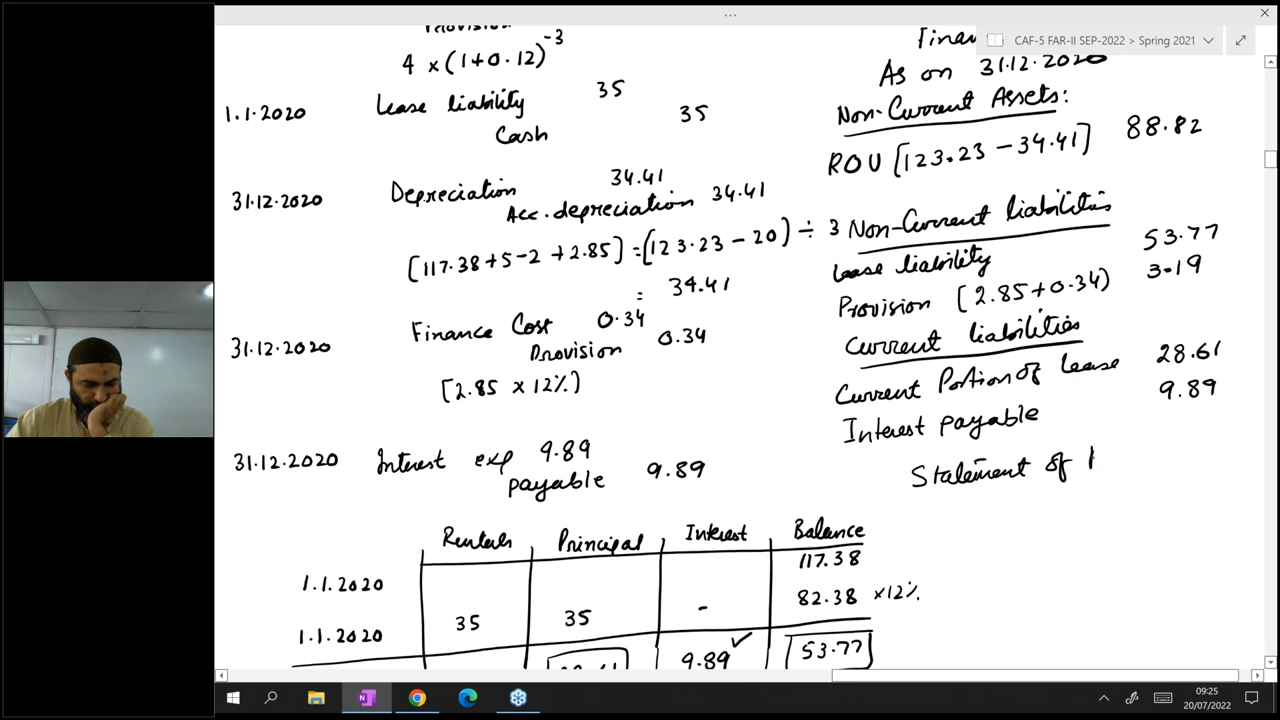 CAF-5 FAR-II SEP-2022 > Spring 2021
Provision
4 × (1+0.12)^-3
1.1.2020 Lease liability 35
Cash 35
31.12.2020 Depreciation 34.41
Acc. depreciation 34.41
[117.38+5-2+2.85] = (123.23-20) ÷ 3
= 34.41
31.12.2020 Finance Cost 0.34
Provision 0.34
[2.85 × 12%]
31.12.2020 Interest exp 9.89
payable 9.89
Rentals Principal Interest Balance
1.1.2020 117.38
1.1.2020 35 35 - 82.38 ×12%
9.89 ✓ 53.77
As on 31.12.2020
Non-Current Assets:
ROU [123.23 - 34.41] 88.82
Non-Current liabilities
Lease liability 53.77
Provision [2.85+0.34) 3.19
Current liabilities
Current Portion of Lease 28.61
Interest payable 9.89
Statement of
09:25
20/07/2022